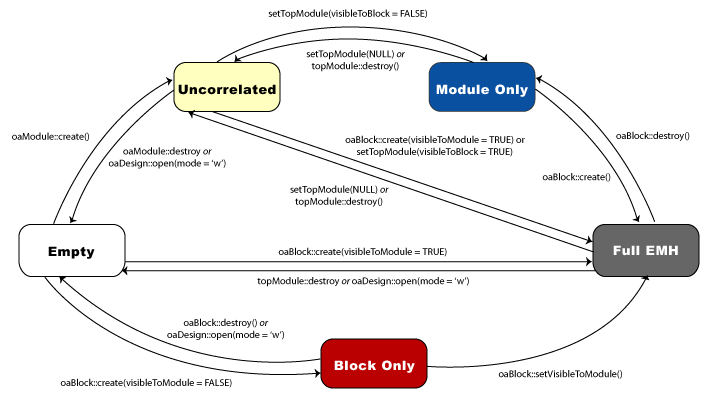 setTopModule(visibleToBlock = FALSE)
setTopModule(NULL) or
topModule::destroy()
Uncorrelated
Module Only
oaModule::create()
oaModule::destroy or
oaDesign::open(mode = ‘w’)
oaBlock::create(visibleToModule = TRUE) or
setTopModule(visibleToBlock = TRUE)
oaBlock::destroy()
oaBlock::create()
setTopModule(NULL) or
topModule::destroy()
Empty
Full EMH
oaBlock::create(visibleToModule = TRUE)
topModule::destroy or oaDesign::open(mode = ‘w’)
oaBlock::destroy() or
oaDesign::open(mode = ‘w’)
Block Only
oaBlock::setVisibleToModule()
oaBlock::create(visibleToModule = FALSE)